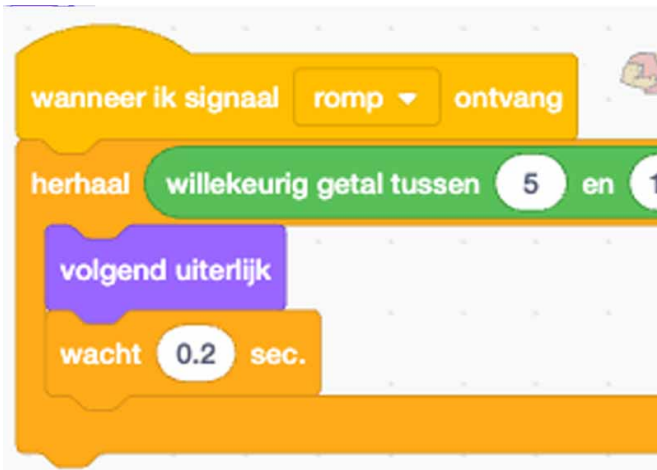 wanneer ik signaal romp ontvang
herhaal willekeurig getal tussen 5 en
volgend uiterlijk
wacht 0.2 sec.